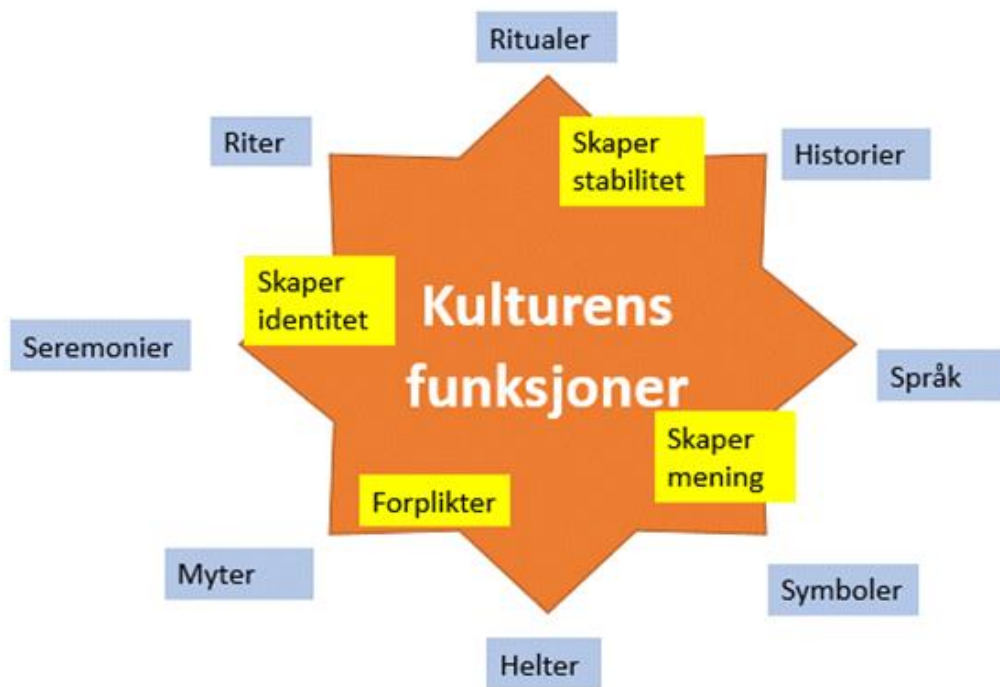 Ritualer
Riter
Skaper
stabilitet
Historier
Skaper
identitet
Kulturens
funksjoner
Seremonier
Språk
Skaper
mening
Forplikter
Myter
Symboler
Helter